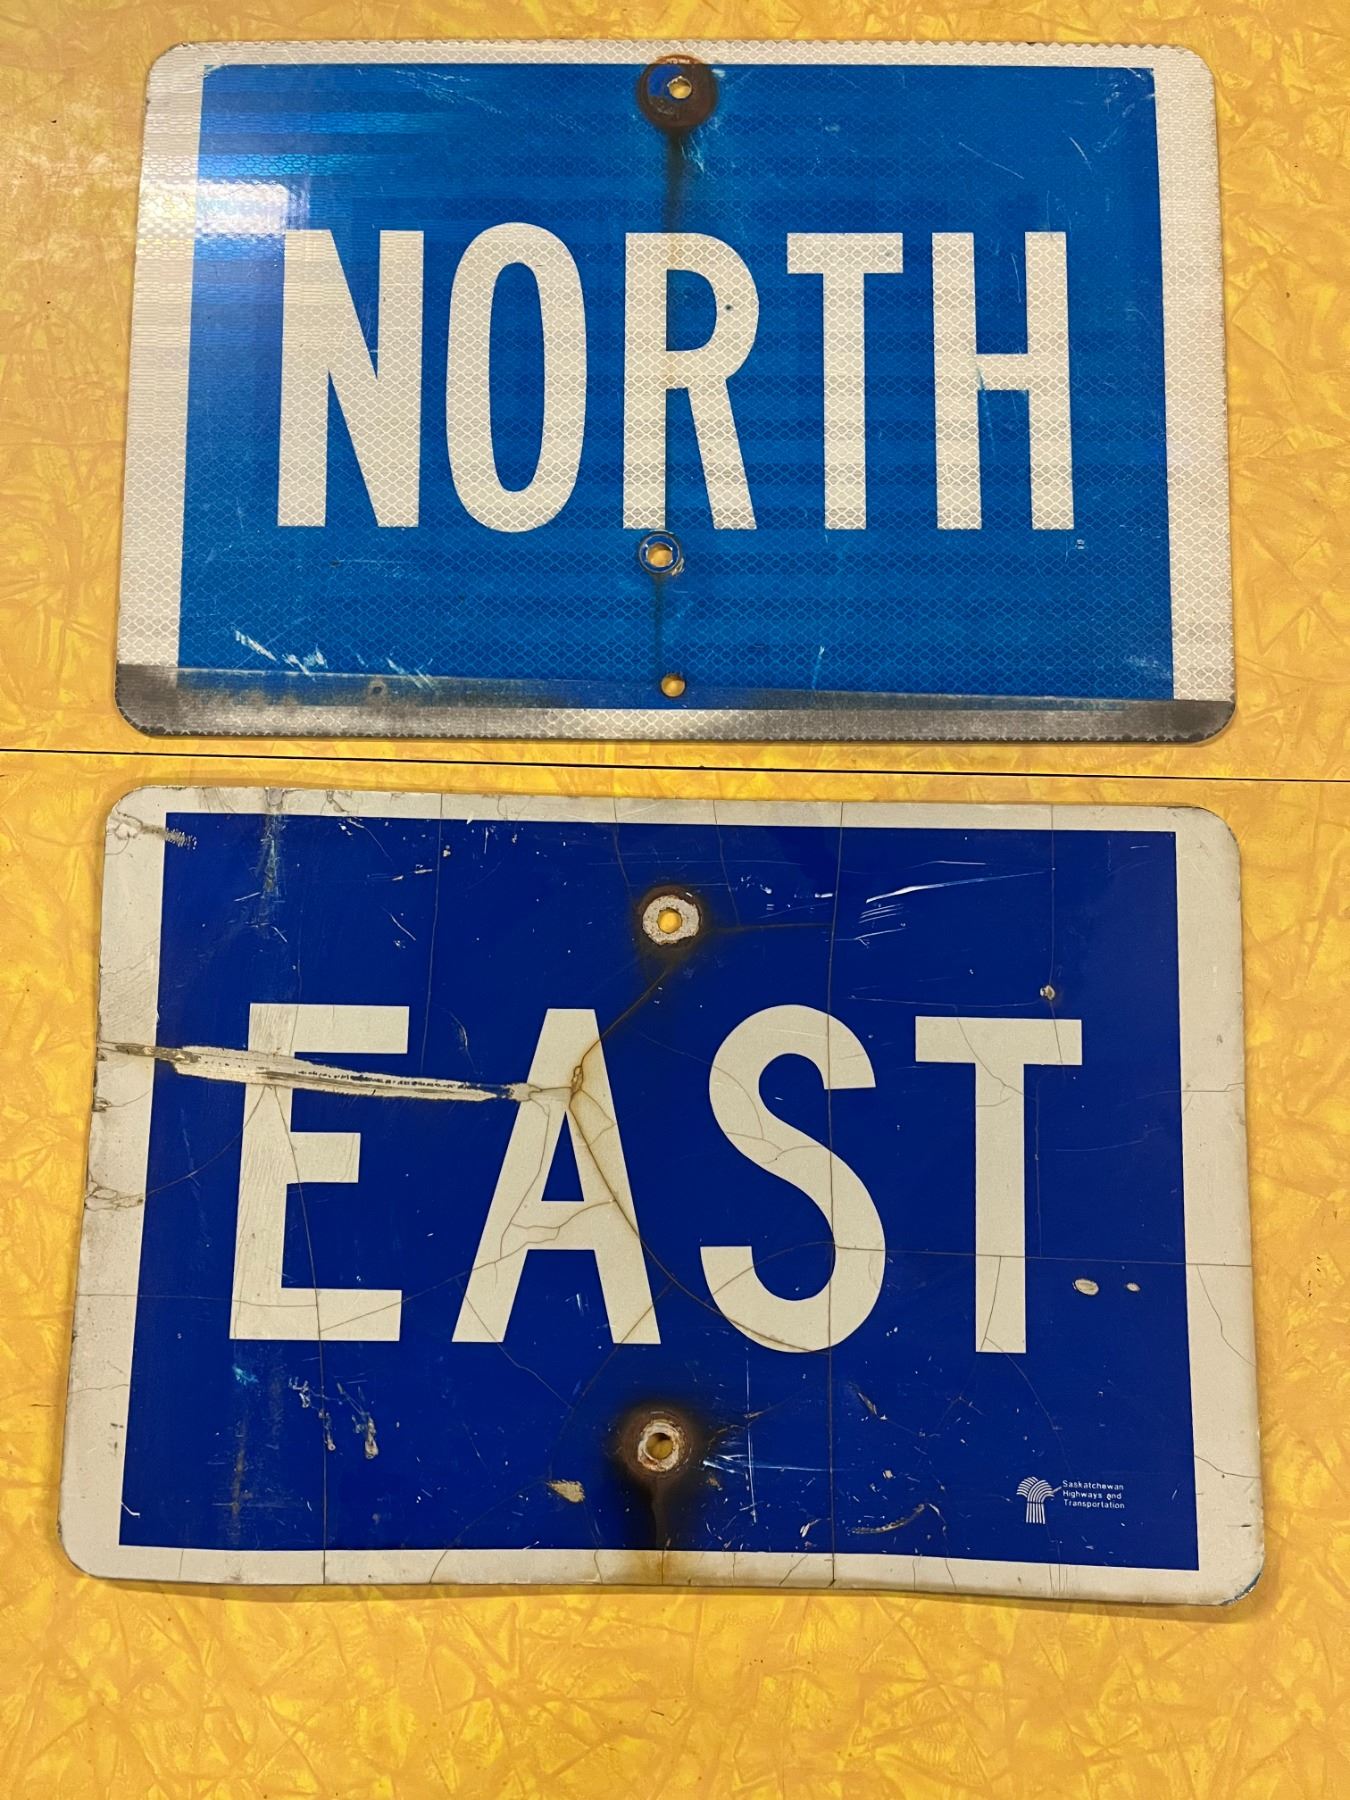 NORTH
EAST
Saskatchewan
Highways and
Transportation